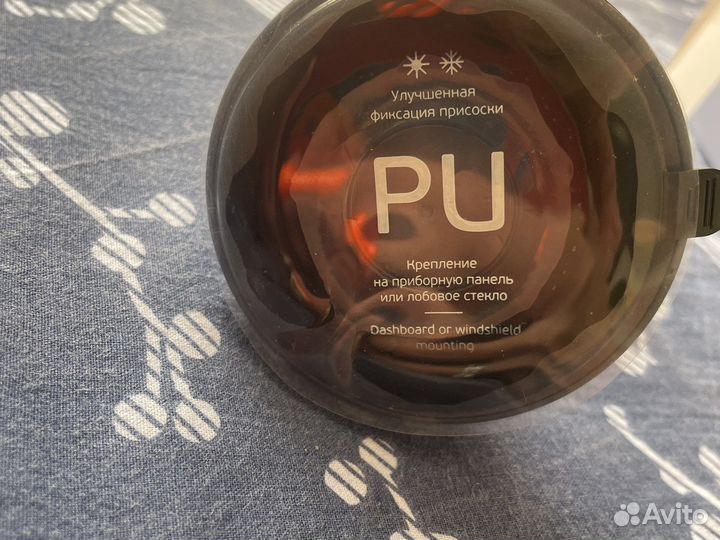 Улучшенная
фиксация присоски
PU
Крепление
на приборную панель
или лобовое стекло
Dashboard or windshield
mounting
Avito